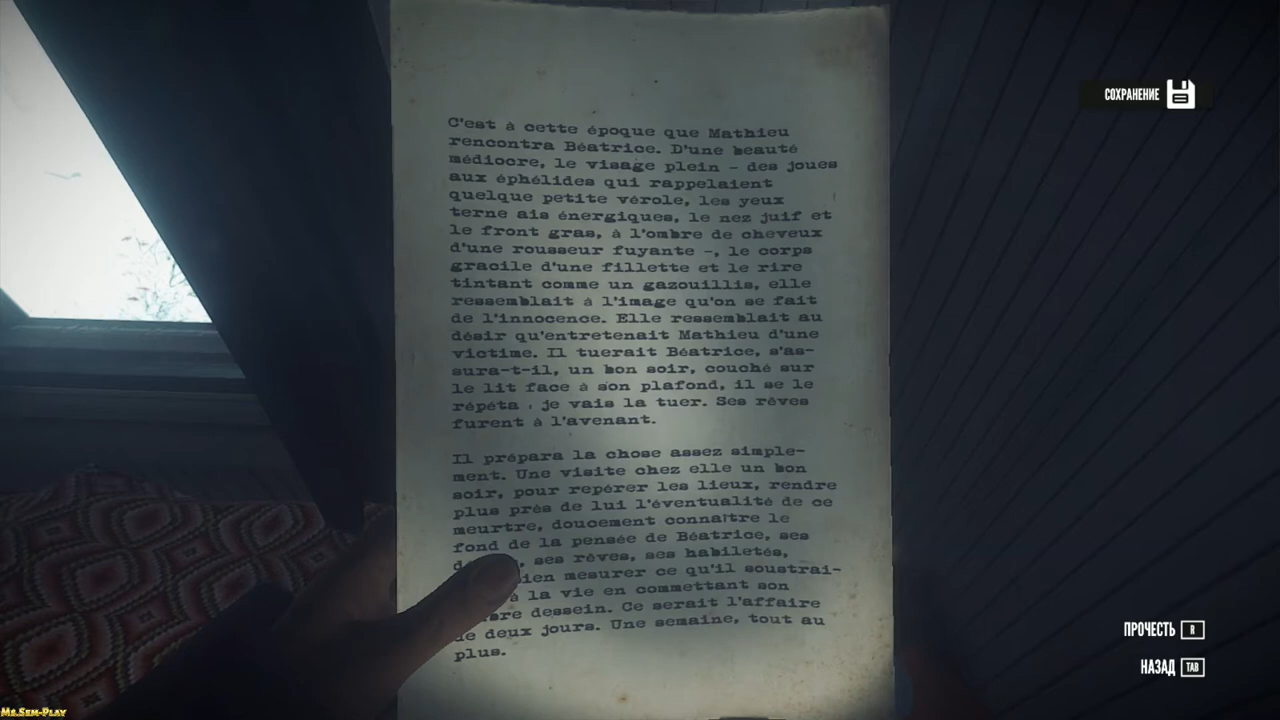 C'est à cette époque que Mathieu
rencontra Béatrice. D'une beauté
médiocre, le visage plein – des joues
aux éphélides qui rappelaient
quelque petite vérole, les yeux
terne ais énergiques, le nez juif et
le front gras, à l'ombre de cheveux
d'une rousseur fuyante –, le corps
gracile d'une fillette et le rire
tintant comme un gazouillis, elle
ressemblait à l'image qu'on se fait
de l'innocence. Elle ressemblait au
désir qu'entretenait Mathieu d'une
victime. Il tuerait Béatrice, s'as-
sura-t-il, un bon soir, couché sur
le lit face à son plafond, il se le
répéta : je vais la tuer. Ses rêves
furent à l'avenant.
Il prépara la chose assez simple-
ment. Une visite chez elle un bon
soir, pour repérer les lieux, rendre
plus près de lui l'éventualité de ce
meurtre, doucement connaître le
fond de la pensée de Béatrice, ses
, ses rêves, ses habiletés,
mesurer ce qu'il soustrai-
à la vie en commettant son
dessein. Ce serait l'affaire
de deux jours. Une semaine, tout au
plus.
СОХРАНЕНИЕ
ПРОЧЕСТЬ R
НАЗАД TAB
Ms.Sem-Play